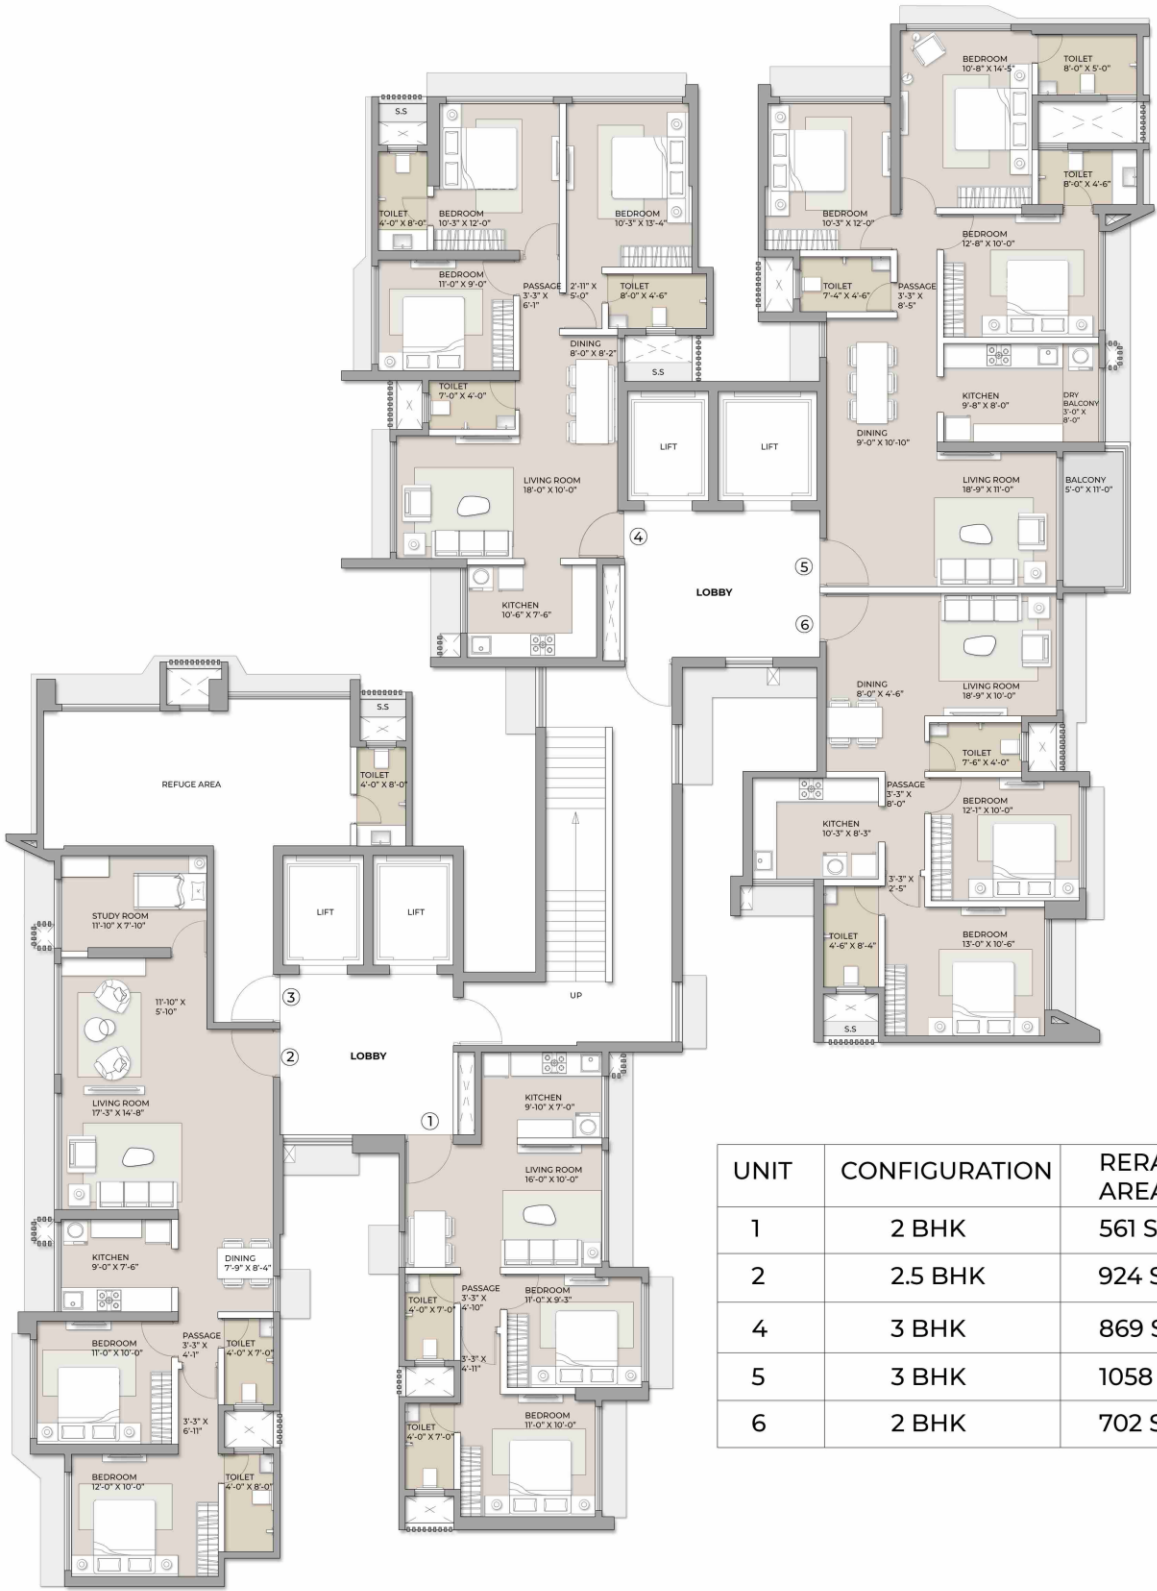 BEDROOM
10'-8" X 14'-5"
TOILET
8'-0" X 5'-0"
TOILET
8'-0" X 4'-6"
BEDROOM
10'-3" X 12'-0"
BEDROOM
12'-8" X 10'-0"
TOILET
7'-4" X 4'-6"
PASSAGE
3'-3" X
8'-5"
KITCHEN
9'-8" X 8'-0"
DRY
BALCONY
3'-0" X
8'-0"
DINING
9'-0" X 10'-10"
LIVING ROOM
18'-9" X 11'-0"
BALCONY
5'-0" X 11'-0"
S.S
TOILET
4'-0" X 8'-0"
BEDROOM
10'-3" X 12'-0"
BEDROOM
10'-3" X 13'-4"
BEDROOM
11'-0" X 9'-0"
PASSAGE
3'-3" X
6'-1"
2'-11" X
5'-0"
TOILET
8'-0" X 4'-6"
DINING
8'-0" X 8'-2"
S.S
TOILET
7'-0" X 4'-0"
LIFT
LIFT
LIVING ROOM
18'-0" X 10'-0"
4
5
LOBBY
6
KITCHEN
10'-6" X 7'-6"
DINING
8'-0" X 4'-6"
LIVING ROOM
18'-9" X 10'-0"
TOILET
7'-6" X 4'-0"
PASSAGE
3'-3" X
8'-0"
BEDROOM
12'-1" X 10'-0"
KITCHEN
10'-3" X 8'-3"
3'-3" X
2'-5"
TOILET
4'-6" X 8'-4"
BEDROOM
13'-0" X 10'-6"
S.S
S.S
REFUGE AREA
TOILET
4'-0" X 8'-0"
LIFT
LIFT
STUDY ROOM
11'-10" X 7'-10"
UP
3
11'-10" X
5'-10"
2
LOBBY
1
LIVING ROOM
17'-3" X 14'-8"
KITCHEN
9'-0" X 7'-6"
DINING
7'-9" X 8'-4"
BEDROOM
11'-0" X 10'-0"
PASSAGE
3'-3" X
4'-1"
TOILET
4'-0" X 7'-0"
3'-3" X
6'-11"
BEDROOM
12'-0" X 10'-0"
TOILET
4'-0" X 8'-0"
KITCHEN
9'-10" X 7'-0"
LIVING ROOM
16'-0" X 10'-0"
TOILET
4'-0" X 7'-0"
PASSAGE
3'-3" X
4'-10"
BEDROOM
11'-0" X 9'-3"
3'-3" X
4'-11"
TOILET
4'-0" X 7'-0"
BEDROOM
11'-0" X 10'-0"
UNIT CONFIGURATION RERA AREA
1 2 BHK 561 S
2 2.5 BHK 924 S
4 3 BHK 869 S
5 3 BHK 1058
6 2 BHK 702 S